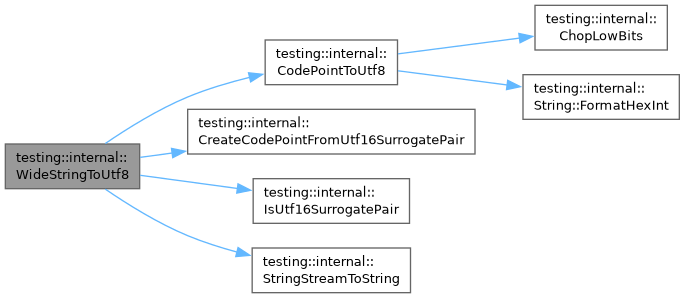 testing::internal::
WideStringToUtf8
testing::internal::
CodePointToUtf8
testing::internal::
ChopLowBits
testing::internal::
String::FormatHexInt
testing::internal::
CreateCodePointFromUtf16SurrogatePair
testing::internal::
IsUtf16SurrogatePair
testing::internal::
StringStreamToString